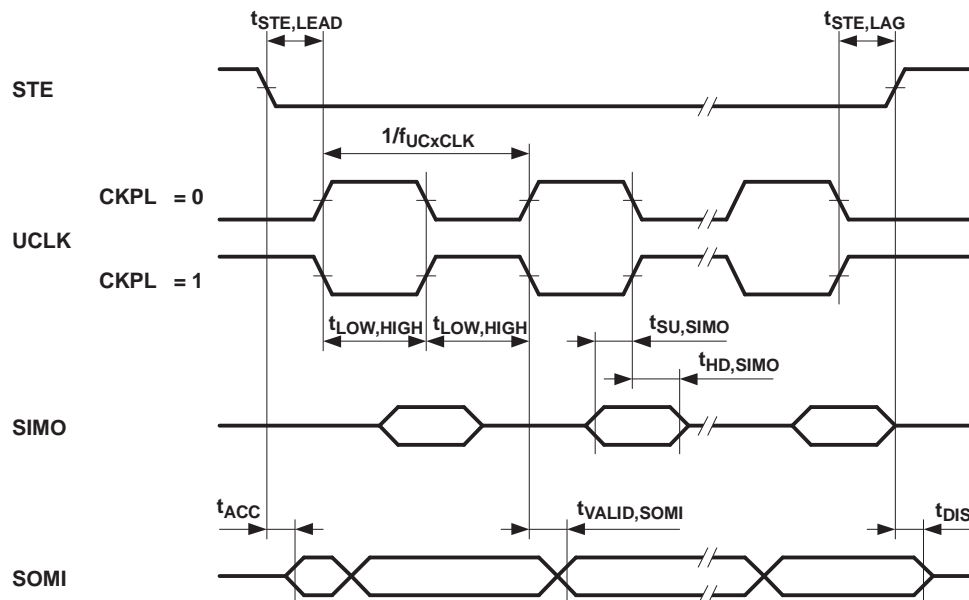 tSTE,LEAD
tSTE,LAG
STE
1/fUCxCLK
CKPL = 0
UCLK
CKPL = 1
tLOW,HIGH tLOW,HIGH
tSU,SIMO
tHD,SIMO
SIMO
tACC
tVALID,SOMI
tDIS
SOMI